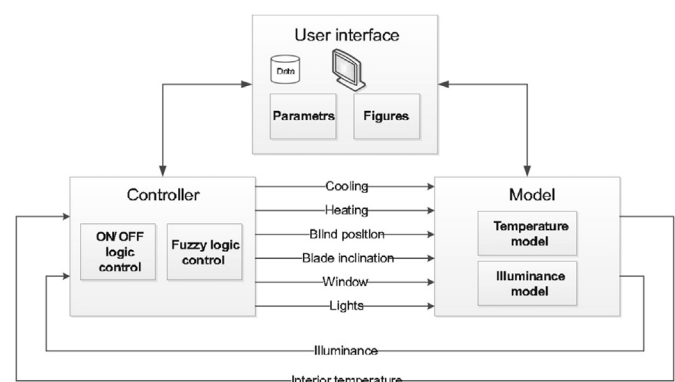 User interface
Data
Parametrs
Figures
Controller
ON/OFF
logic
control
Fuzzy logic
control
Cooling
Heating
Blind position
Blade inclination
Window
Lights
Model
Temperature
model
Illuminance
model
Illuminance
Interior temperature